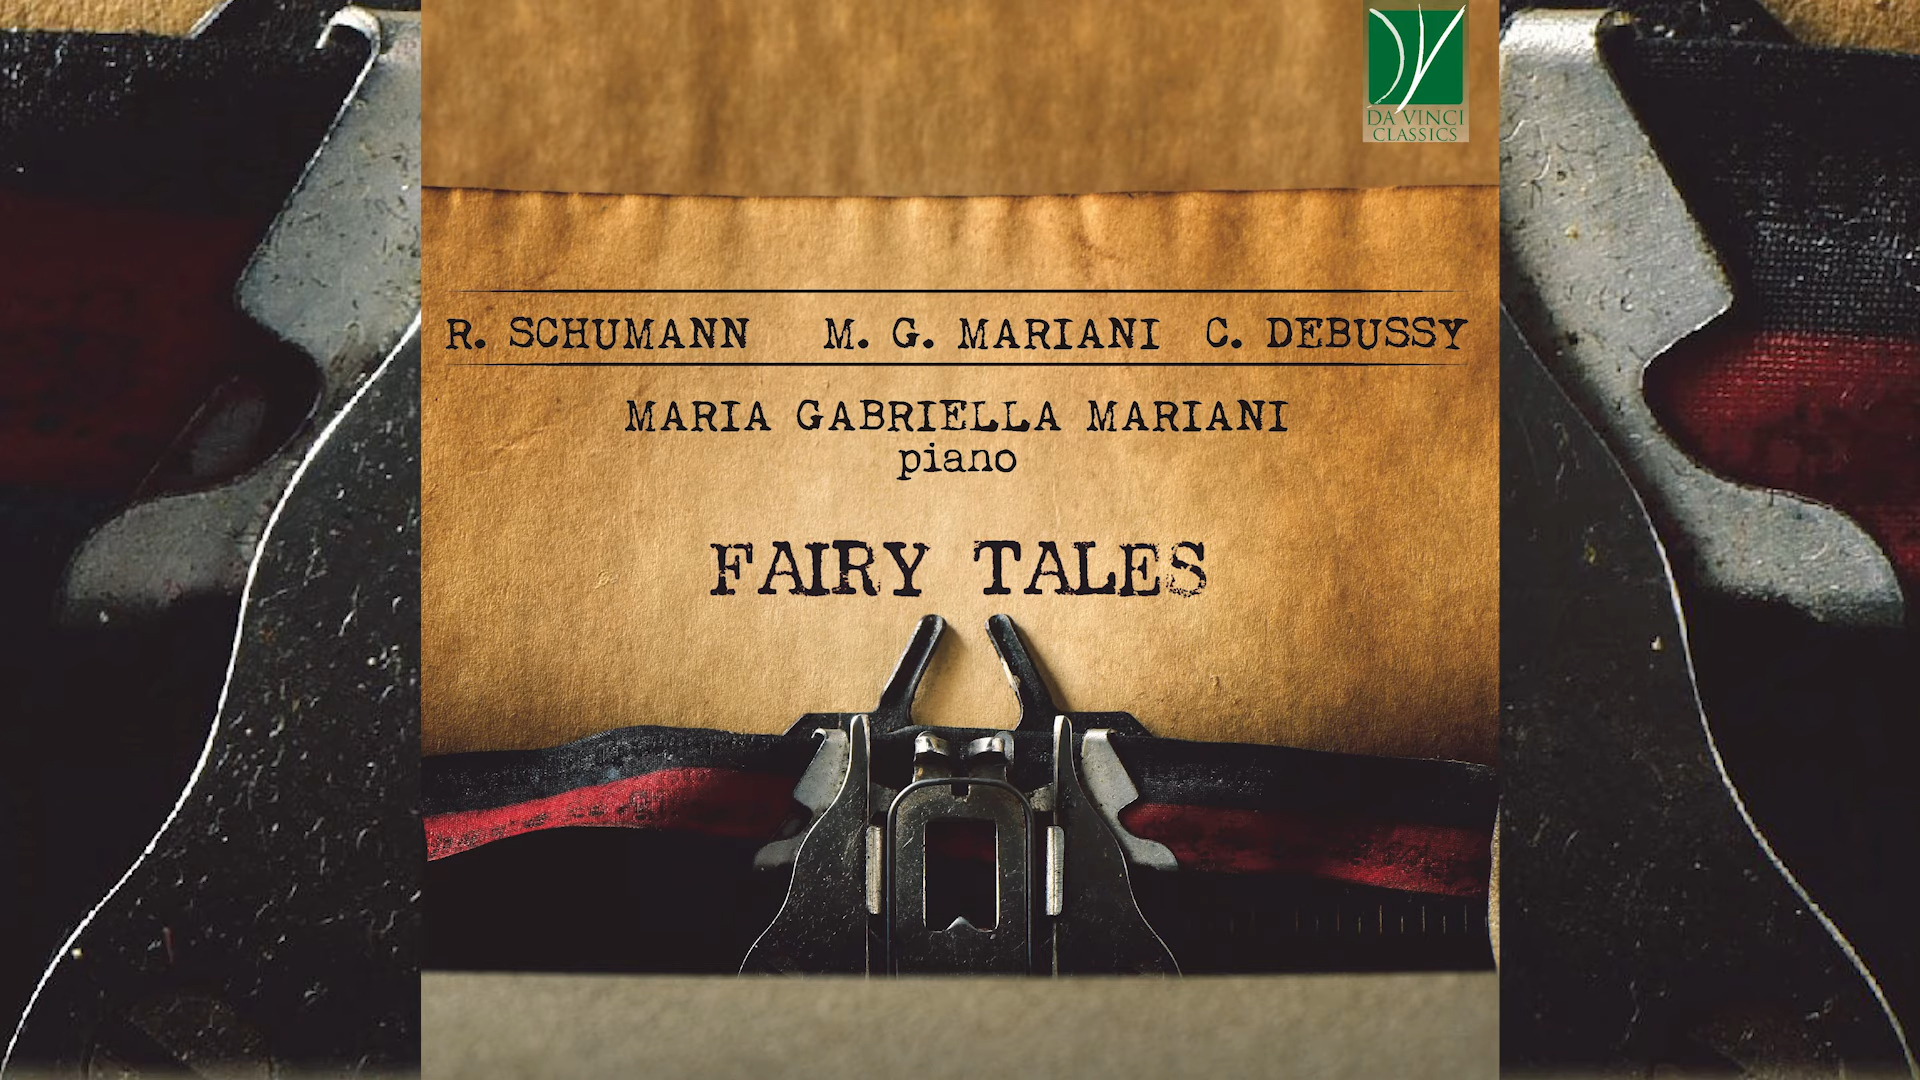 DA VINCI
CLASSICS
R. SCHUMANN M. G. MARIANI C. DEBUSSY
MARIA GABRIELLA MARIANI
piano
FAIRY TALES